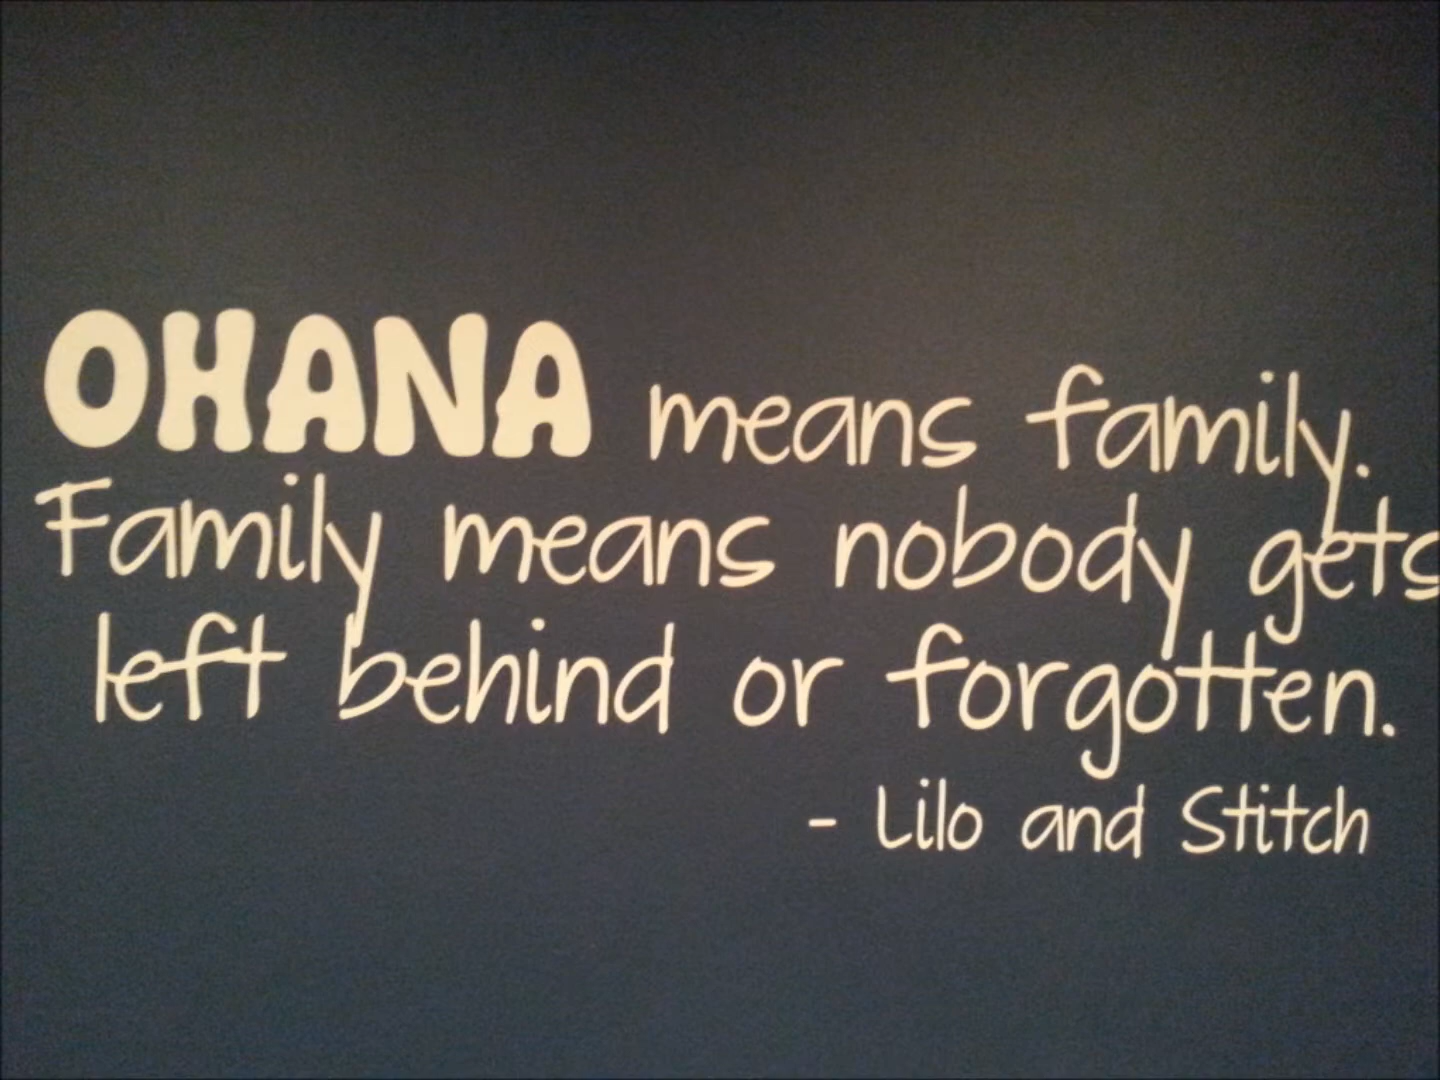 OHANA means family.
Family means nobody gets
left behind or forgotten.
- Lilo and Stitch